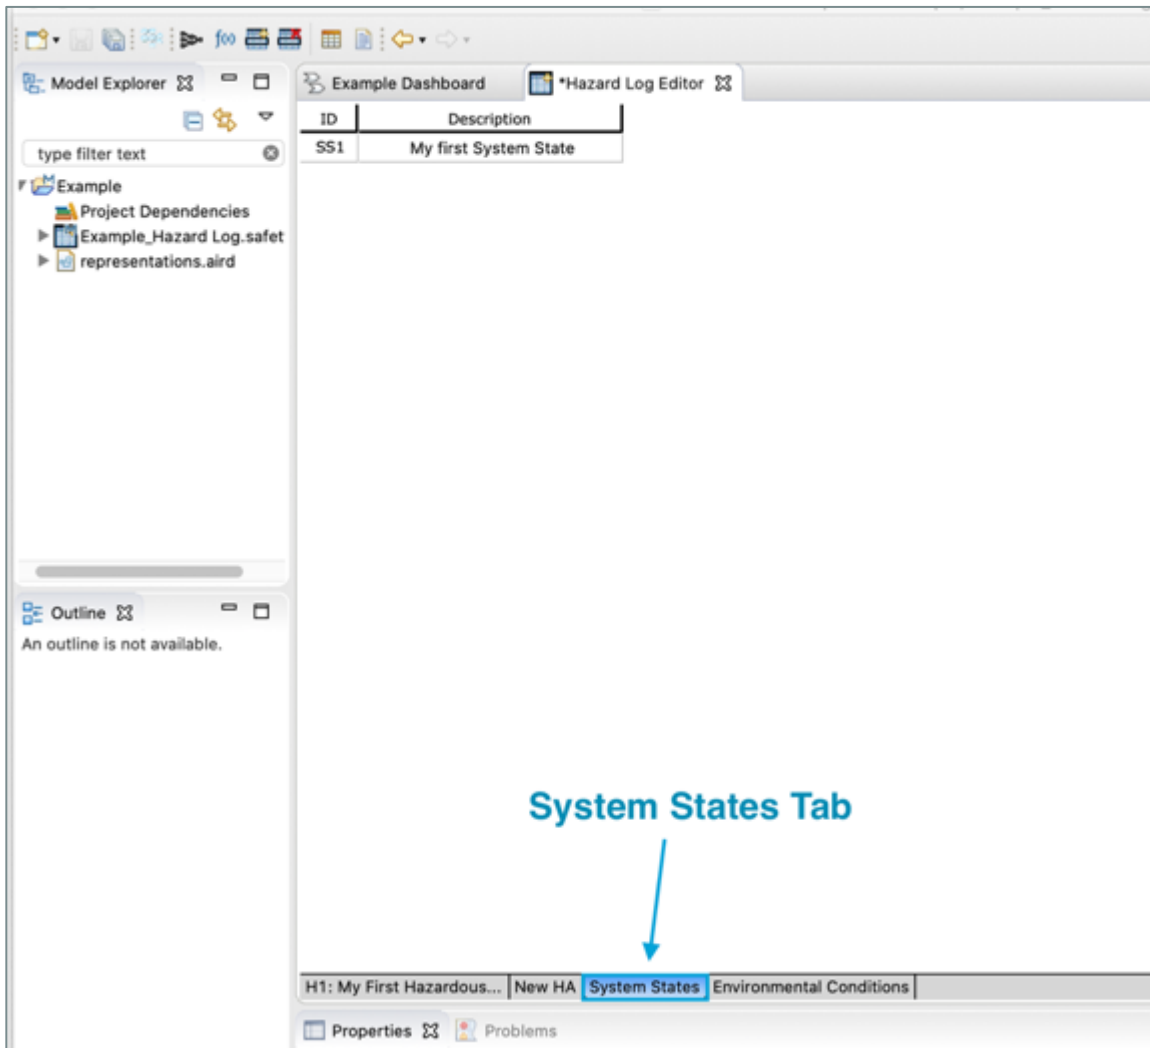 f(x)
Model Explorer
Example Dashboard
*Hazard Log Editor
ID
Description
type filter text
SS1
My first System State
Example
Project Dependencies
Example_Hazard Log.safet
representations.aird
Outline
An outline is not available.
System States Tab
H1: My First Hazardous...
New HA
System States
Environmental Conditions
Properties
Problems